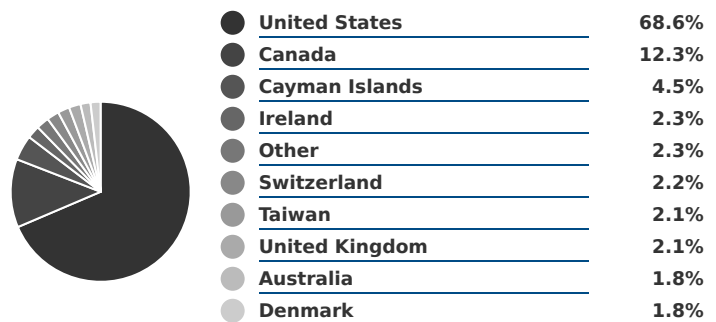 United States 68.6%
Canada 12.3%
Cayman Islands 4.5%
Ireland 2.3%
Other 2.3%
Switzerland 2.2%
Taiwan 2.1%
United Kingdom 2.1%
Australia 1.8%
Denmark 1.8%